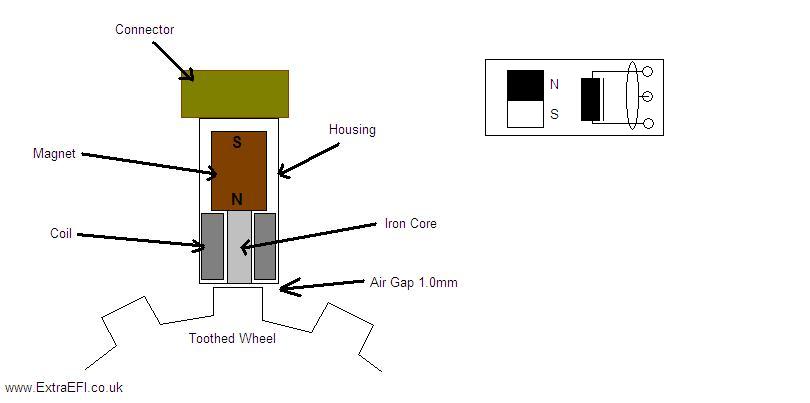 Connector
Magnet
S
N
Housing
Coil
Iron Core
Air Gap 1.0mm
Toothed Wheel
N
S
www.ExtraEFI.co.uk